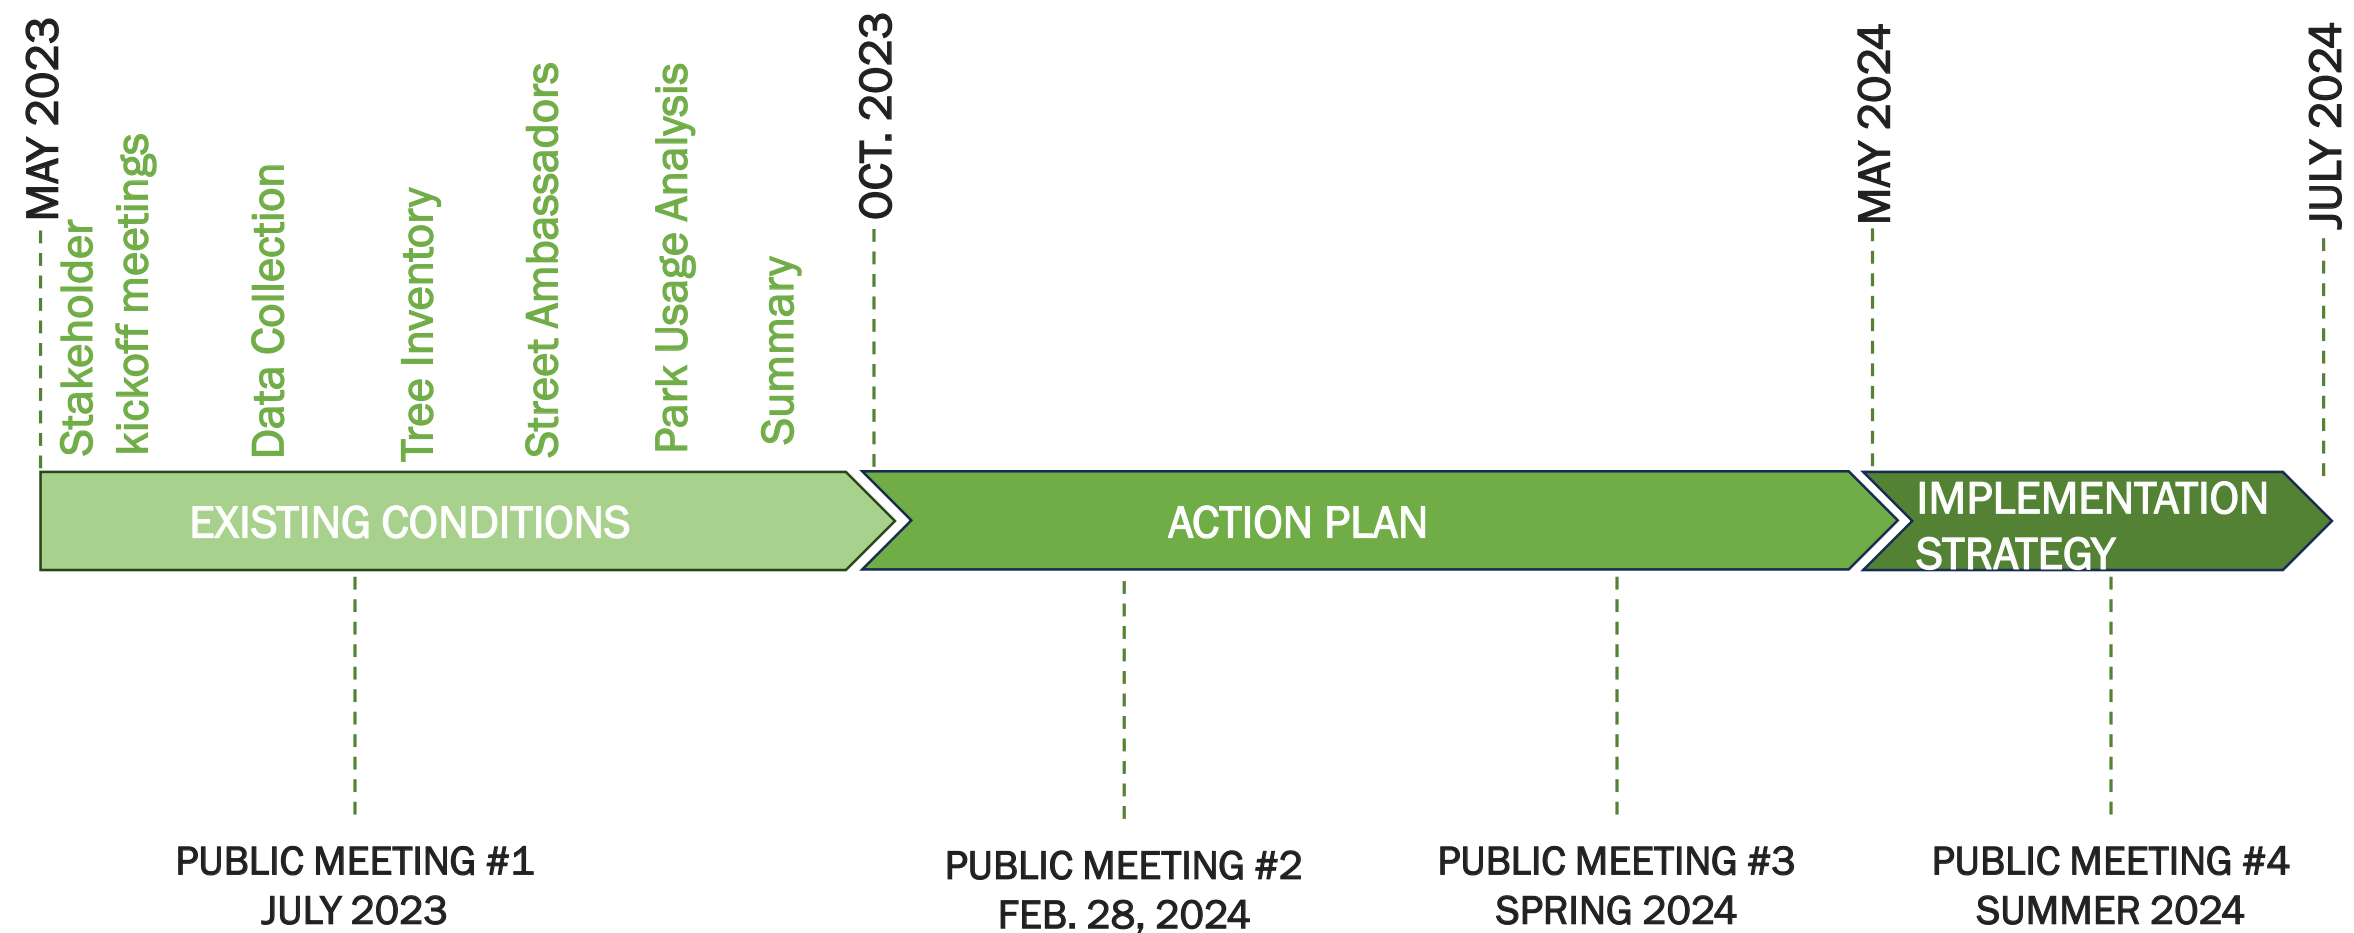 MAY 2023
Stakeholder
kickoff meetings
Data Collection
Tree Inventory
Street Ambassadors
Park Usage Analysis
Summary
OCT. 2023
MAY 2024
JULY 2024
EXISTING CONDITIONS
ACTION PLAN
IMPLEMENTATION
STRATEGY
PUBLIC MEETING #1
JULY 2023
PUBLIC MEETING #2
FEB. 28, 2024
PUBLIC MEETING #3
SPRING 2024
PUBLIC MEETING #4
SUMMER 2024